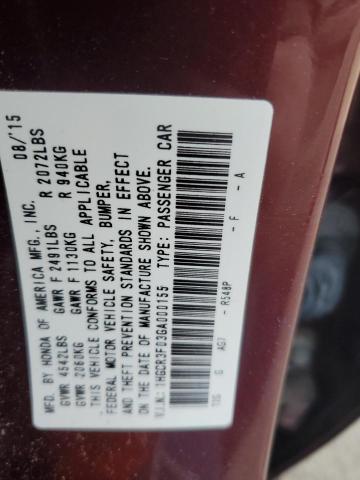 MFD. BY HONDA OF AMERICA MFG., INC. 08/'15
GVWR 4542LBS GAWR F 2491LBS R 2072LBS
GVWR 2060KG GAWR F 1130KG R 940KG
THIS VEHICLE CONFORMS TO ALL APPLICABLE
FEDERAL MOTOR VEHICLE SAFETY, BUMPER,
AND THEFT PREVENTION STANDARDS IN EFFECT
ON THE DATE OF MANUFACTURE SHOWN ABOVE.
V.I.N: 1HGCR3F03GA000155 TYPE: PASSENGER CAR
G AG7 - R548P - F - A